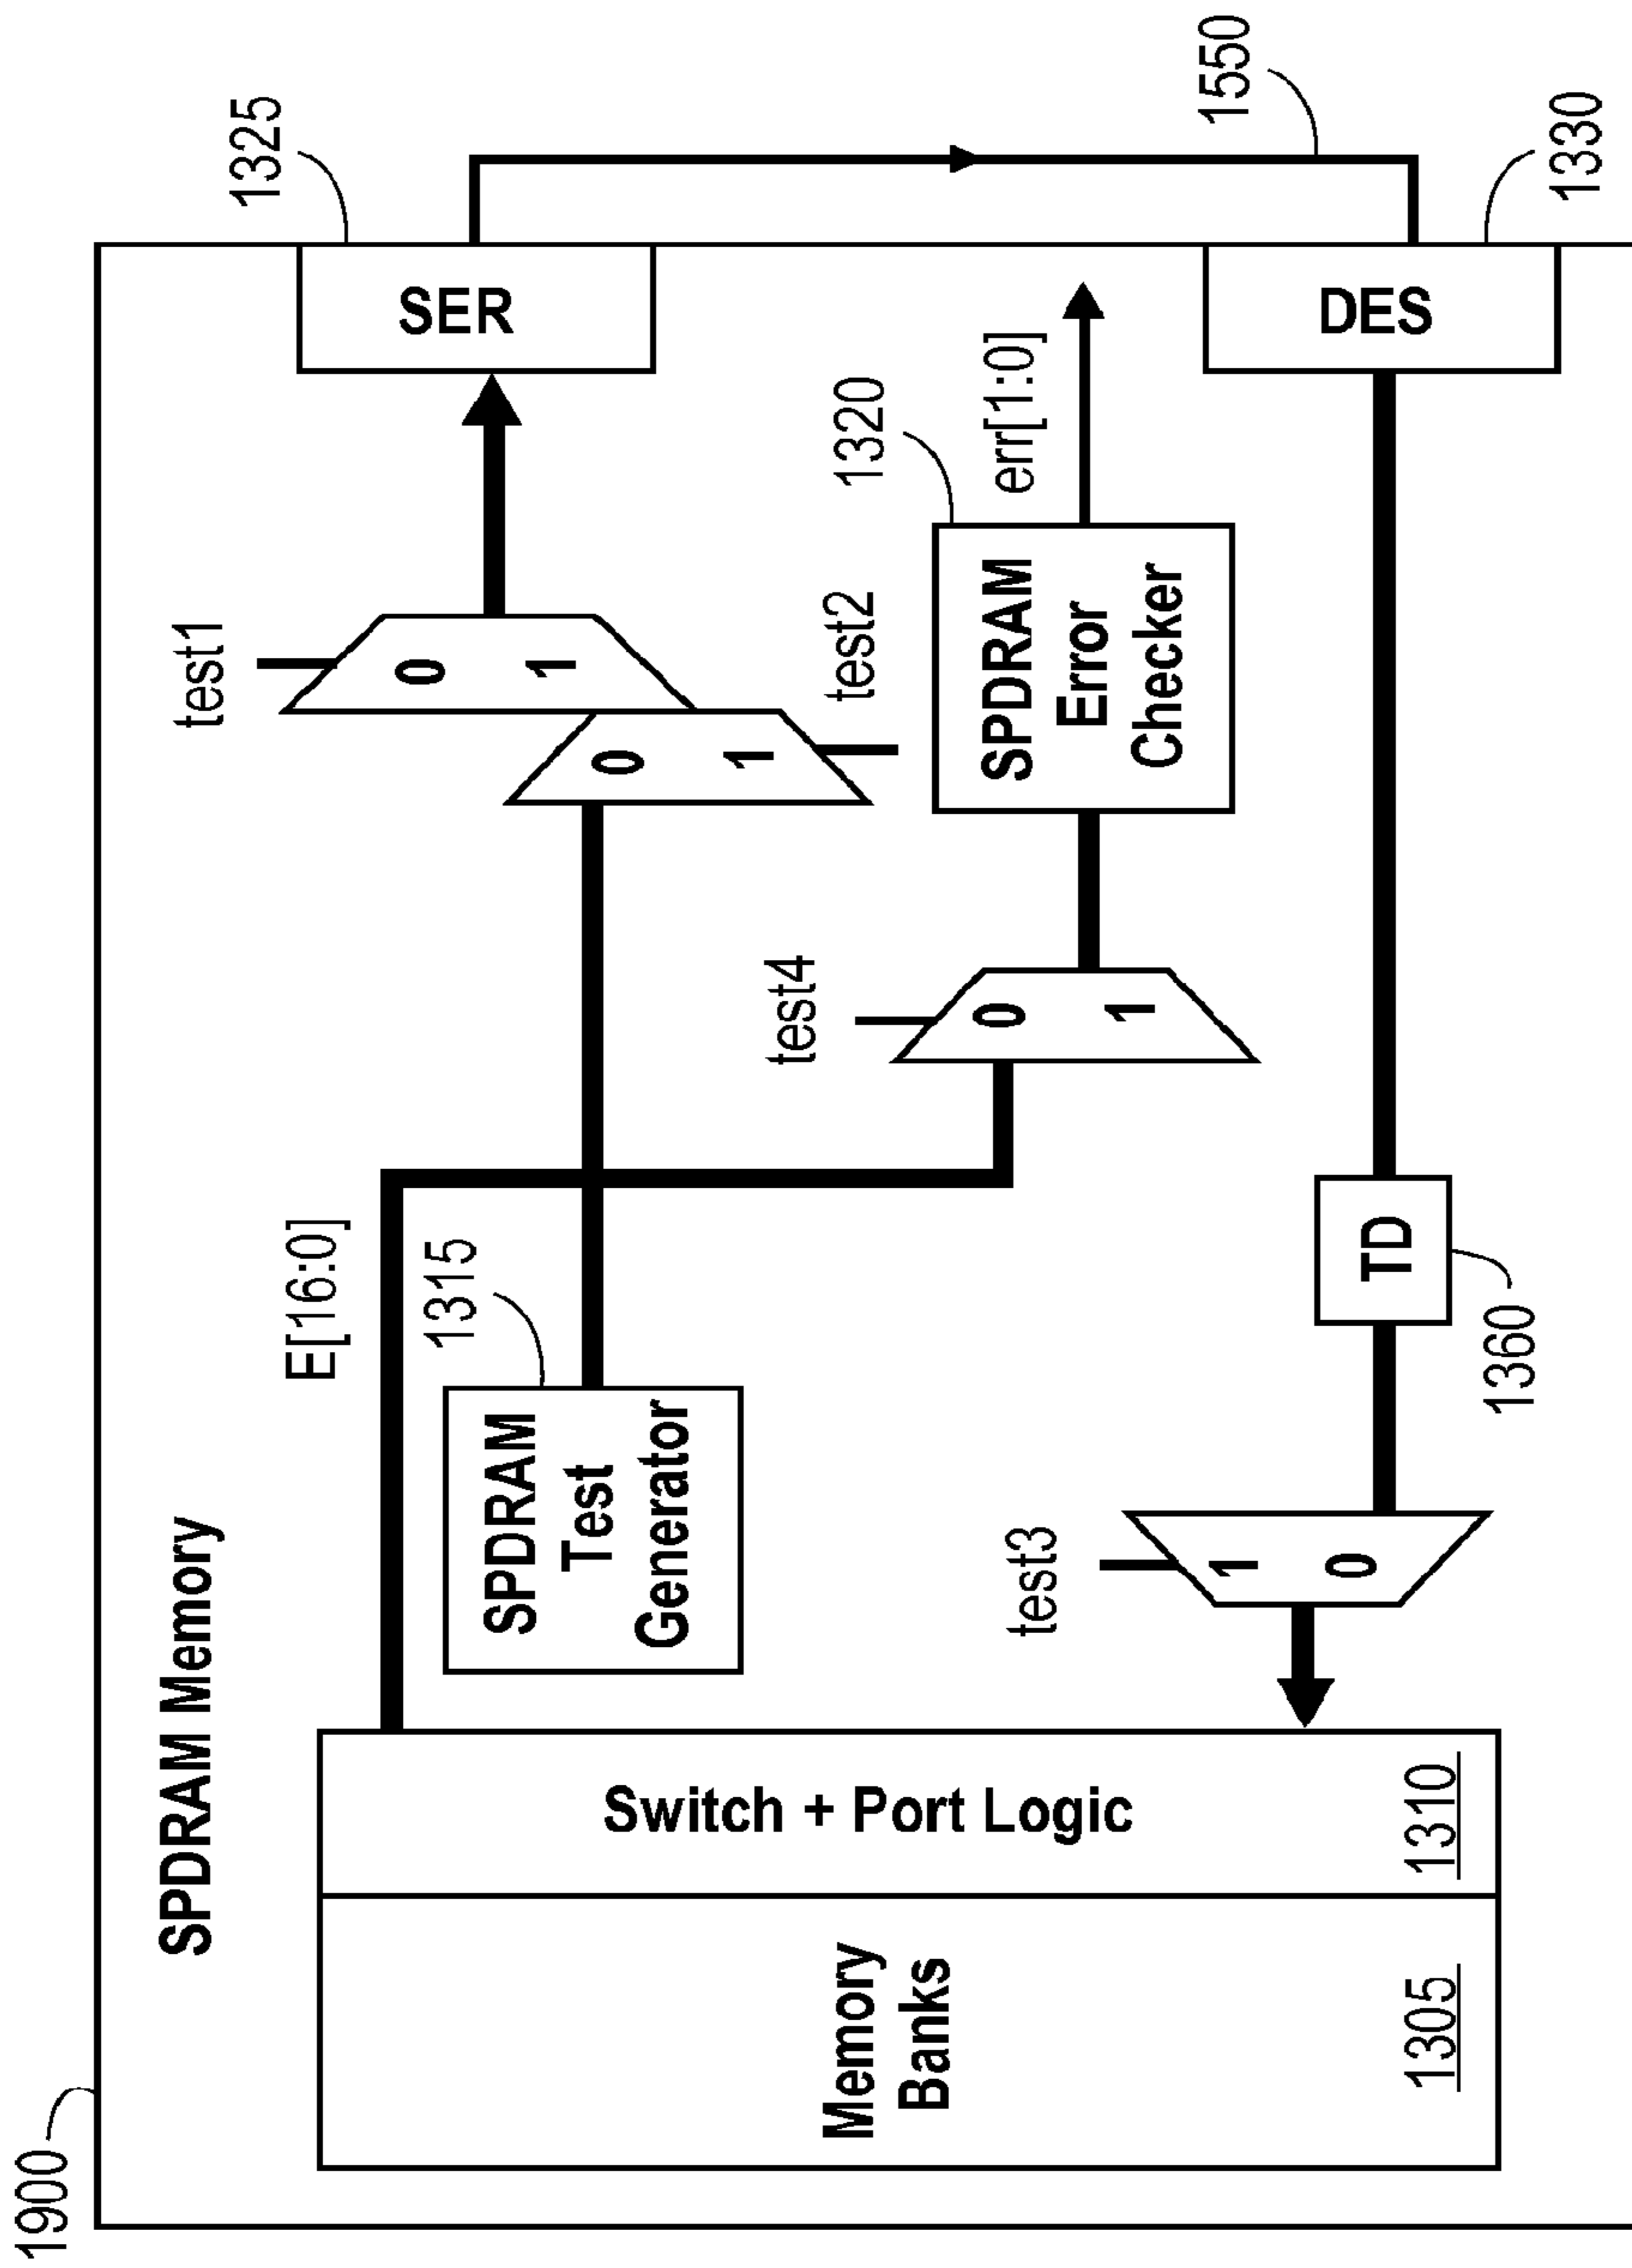 1900
SPDRAM Memory
Memory
Banks
1305
Switch + Port Logic
1310
E[16:0]
SPDRAM
Test
Generator
1315
test1
0
1
0
1
test2
SER
1325
test4
0
1
SPDRAM
Error
Checker
1320
err[1:0]
test3
1
0
TD
1360
DES
1330
1550